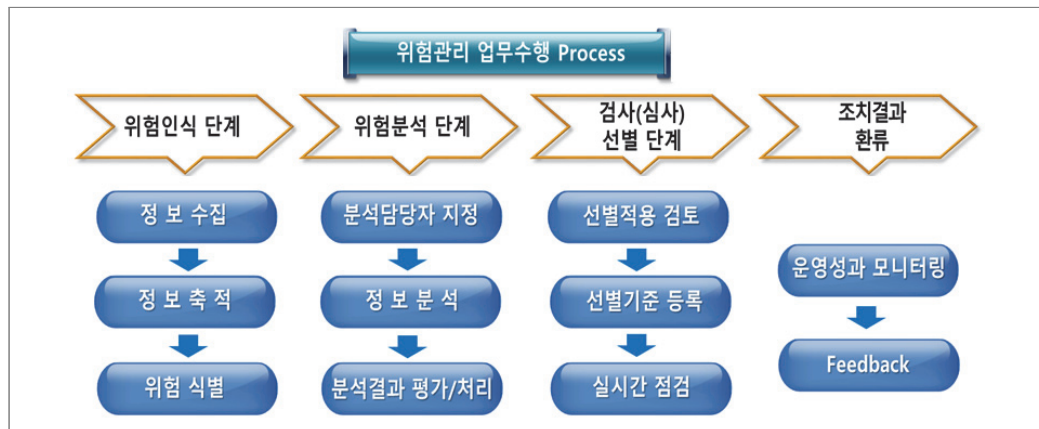 위험관리 업무수행 Process
위험인식 단계
정 보 수집
정 보 축 적
위험 식별
위험분석 단계
분석담당자 지정
정 보 분 석
분석결과 평가/처리
검사(심사)
선별 단계
선별적용 검토
선별기준 등록
실시간 점검
조치결과
환류
운영성과 모니터링
Feedback